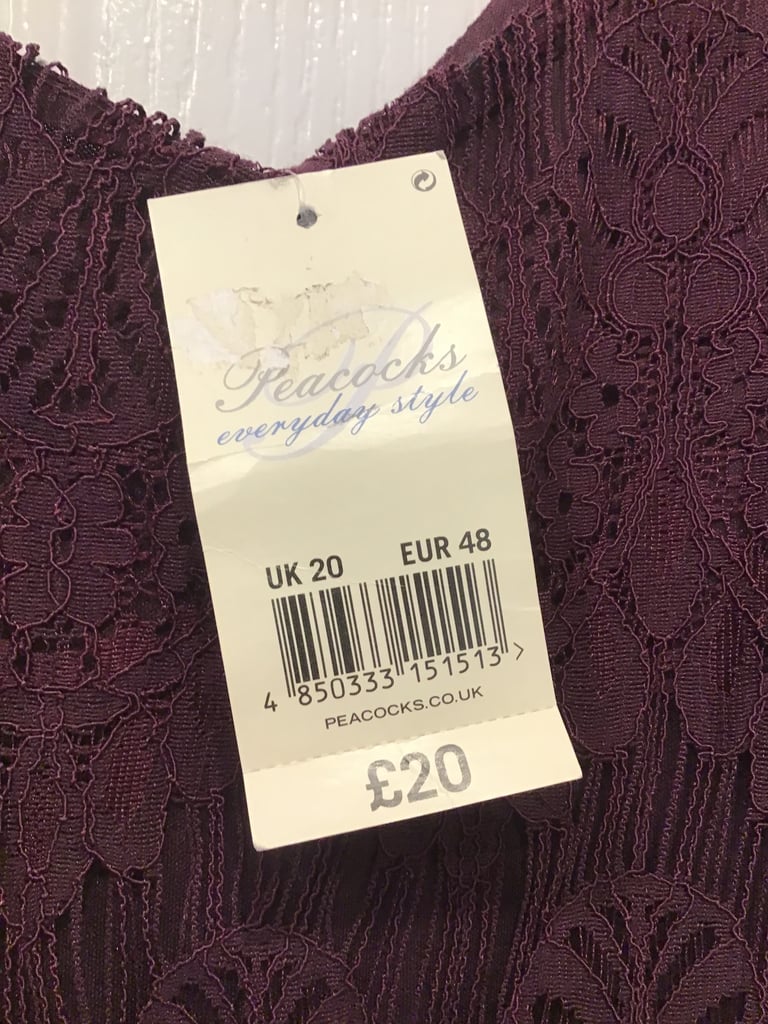 Peacocks
everyday style
UK 20 EUR 48
4 850333 151513 >
PEACOCKS.CO.UK
£20